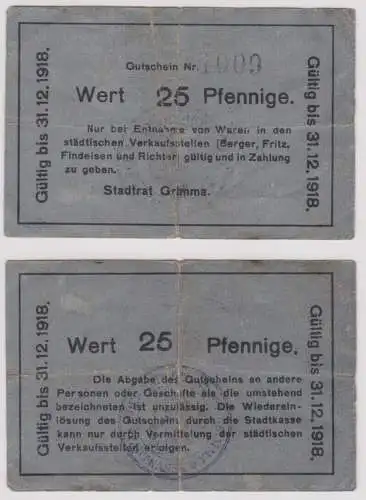 Gutschein Nr. 1009
Wert 25 Pfennige.
Nur bei Entnahme von Waren in den
städtischen Verkaufsstellen (Berger, Fritz,
Findeisen und Richter) gültig und in Zahlung
zu geben.
Stadtrat Grimma.
Gültig bis 31.12.1918.
Gültig bis 31.12.1918.
Wert 25 Pfennige.
Die Abgabe des Gutscheins an andere
Personen oder Geschäfte als die umstehend
bezeichneten ist unzulässig. Die Wiederein-
lösung des Gutscheins durch die Stadtkasse
kann nur durch Vermittelung der städtischen
Verkaufsstellen erfolgen.
Gültig bis 31.12.1918.
Gültig bis 31.12.1918.